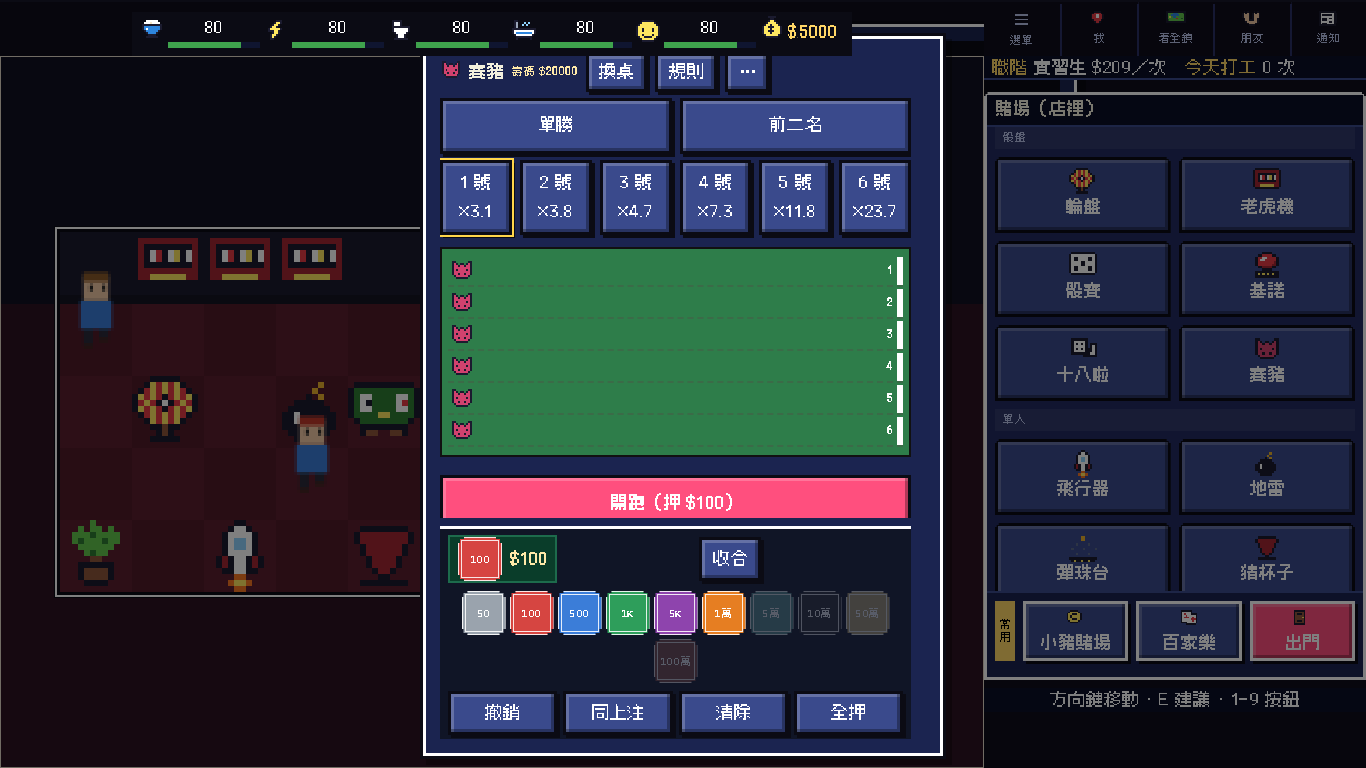 80 80 80 80 80 $5000
選單 我 看全鎮 朋友 通知
職階 實習生 $209／次 今天打工 0 次
賽豬 籌碼 $20000 換桌 規則 ...
單勝 前二名
1 號 2 號 3 號 4 號 5 號 6 號
×3.1 ×3.8 ×4.7 ×7.3 ×11.8 ×23.7
1
2
3
4
5
6
開跑（押 $100）
100 $100 收合
50 100 500 1K 5K 1萬 5萬 10萬 50萬
100萬
撤銷 同上注 清除 全押
賭場（店裡）
骰盤
輪盤 老虎機
骰寶 基諾
十八啦 賽豬
單人
飛行器 地雷
彈珠台 猜杯子
常用 小豬賭場 百家樂 出門
方向鍵移動 · E 建議 · 1-9 按鈕